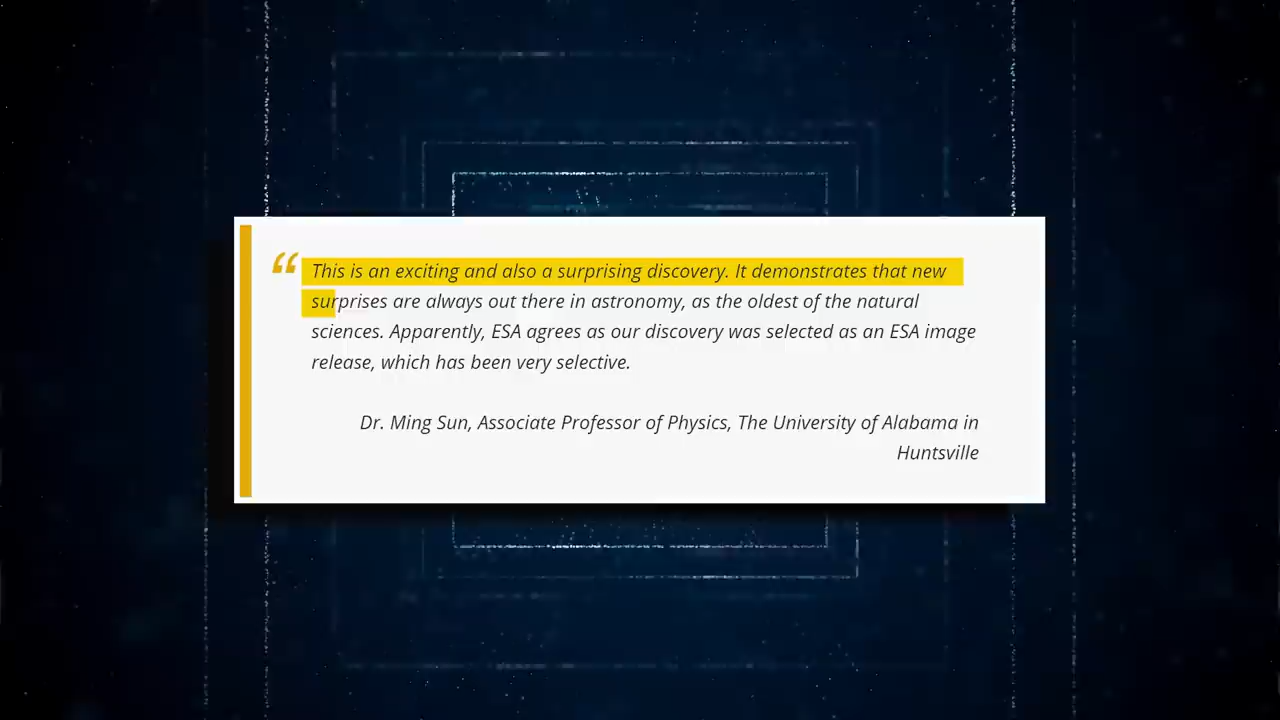 “ This is an exciting and also a surprising discovery. It demonstrates that new
surprises are always out there in astronomy, as the oldest of the natural
sciences. Apparently, ESA agrees as our discovery was selected as an ESA image
release, which has been very selective.
Dr. Ming Sun, Associate Professor of Physics, The University of Alabama in
Huntsville